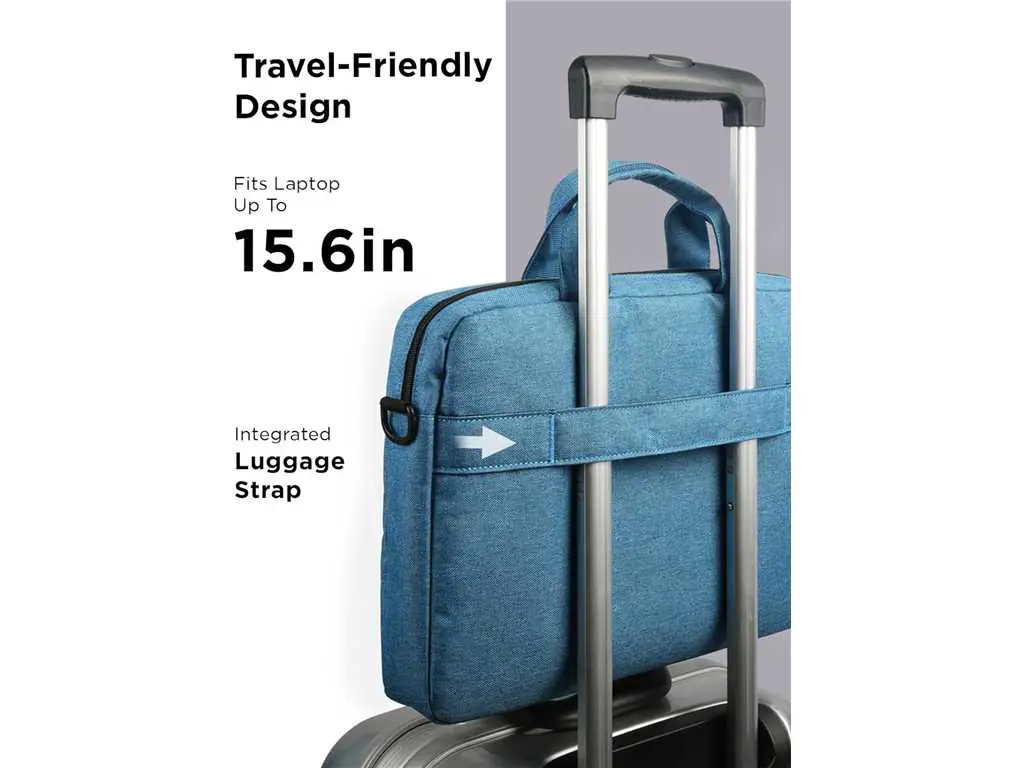 Travel-Friendly
Design
Fits Laptop
Up To
15.6in
Integrated
Luggage
Strap